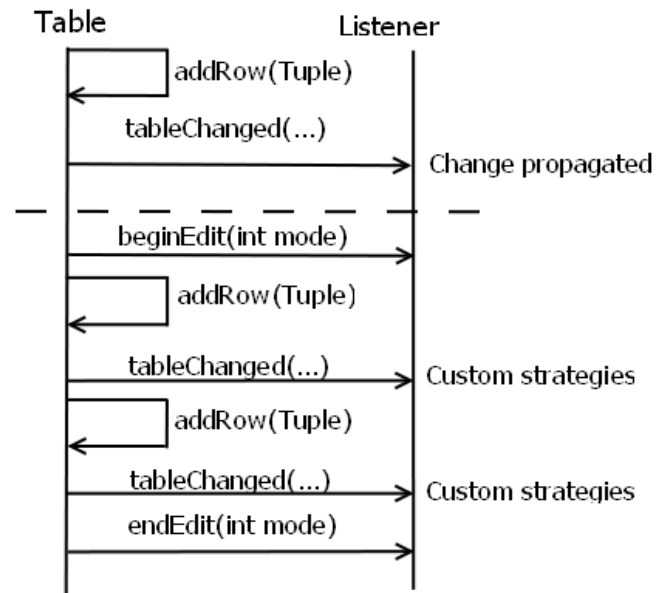 Table
Listener
addRow(Tuple)
tableChanged(...)
Change propagated
beginEdit(int mode)
addRow(Tuple)
tableChanged(...)
Custom strategies
addRow(Tuple)
tableChanged(...)
Custom strategies
endEdit(int mode)